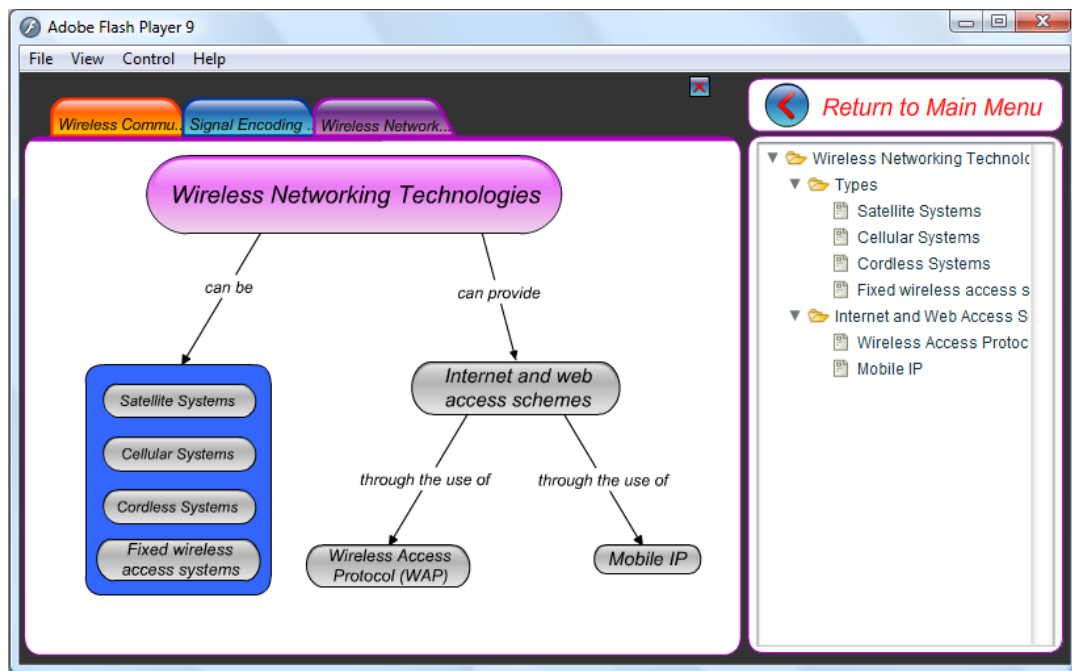 Adobe Flash Player 9
File View Control Help
Wireless Commu..
Signal Encoding ..
Wireless Network...
Wireless Networking Technologies
can be
can provide
Satellite Systems
Cellular Systems
Cordless Systems
Fixed wireless
access systems
Internet and web
access schemes
through the use of
through the use of
Wireless Access
Protocol (WAP)
Mobile IP
Return to Main Menu
Wireless Networking Technolo
Types
Satellite Systems
Cellular Systems
Cordless Systems
Fixed wireless access s
Internet and Web Access S
Wireless Access Protoc
Mobile IP